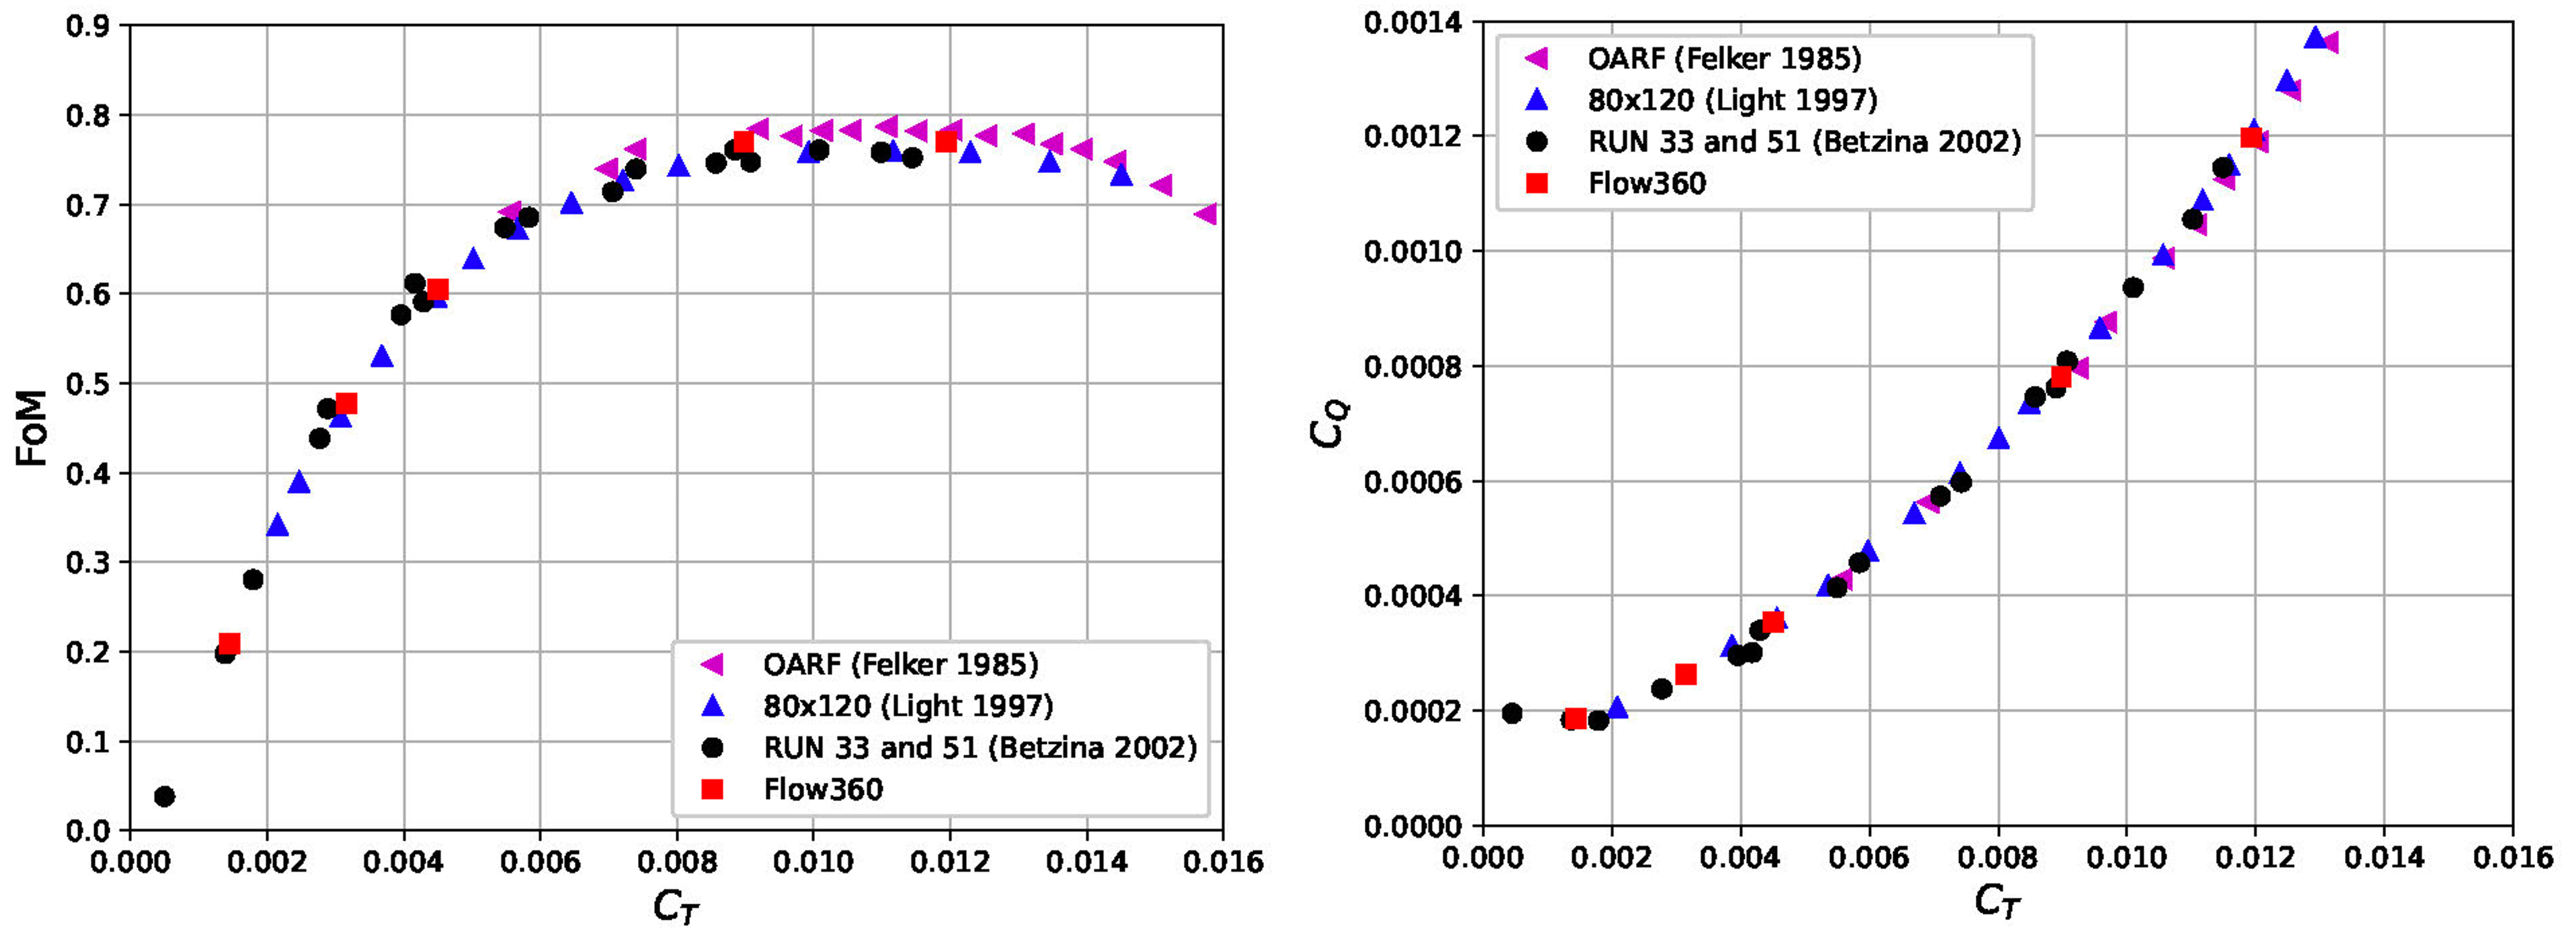 0.9
0.8
0.7
0.6
0.5
0.4
0.3
0.2
0.1
0.0
FoM
0.000 0.002 0.004 0.006 0.008 0.010 0.012 0.014 0.016
C_T
OARF (Felker 1985)
80x120 (Light 1997)
RUN 33 and 51 (Betzina 2002)
Flow360
0.0014
0.0012
0.0010
0.0008
0.0006
0.0004
0.0002
0.0000
C_Q
0.000 0.002 0.004 0.006 0.008 0.010 0.012 0.014 0.016
C_T
OARF (Felker 1985)
80x120 (Light 1997)
RUN 33 and 51 (Betzina 2002)
Flow360